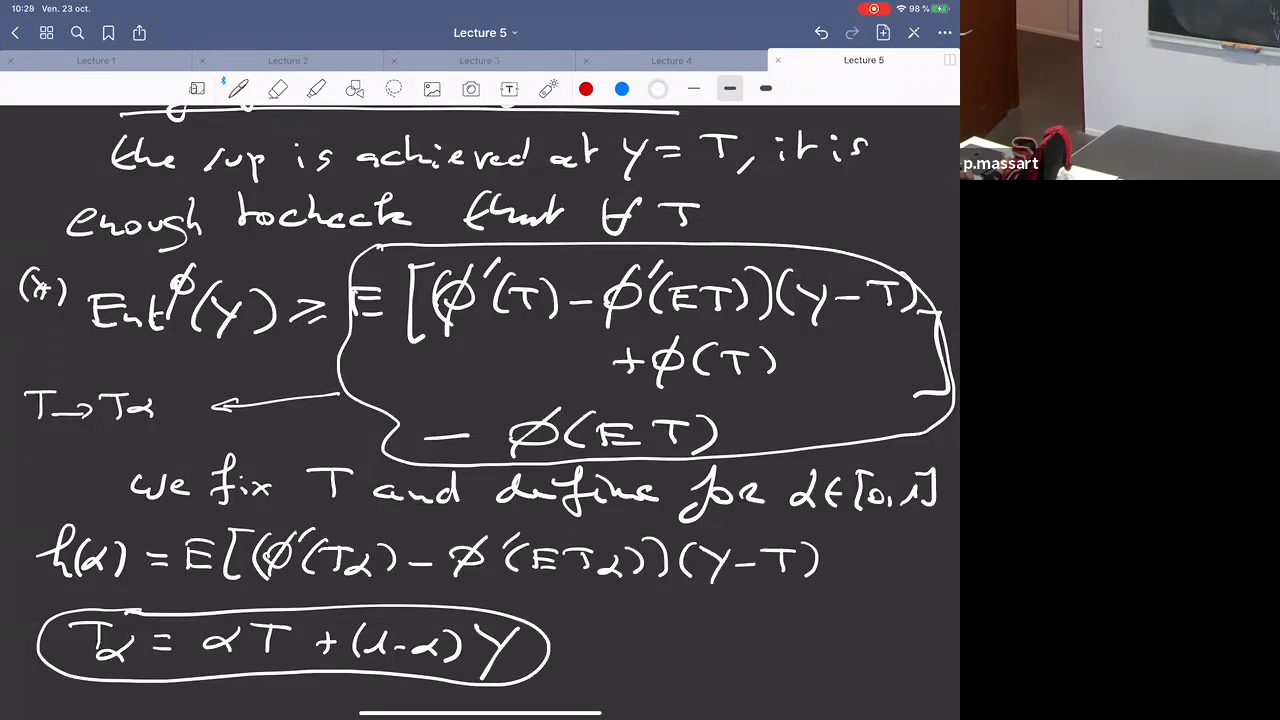 10:29 Ven. 23 oct.
98 %
Lecture 5
Lecture 1 Lecture 2 Lecture 3 Lecture 4 Lecture 5
the sup is achieved at Y = T, it is
enough to check that ∀ T
(*) Ent^ϕ(Y) ⩾ E [(ϕ'(T) − ϕ'(ET))(Y − T)
+ ϕ(T) ]
T → Tα
− ϕ(ET)
we fix T and define for α ∈ [0,1]
h(α) = E[(ϕ'(Tα) − ϕ'(ETα))(Y − T)
Tα = αT + (1−α)Y
p.massart